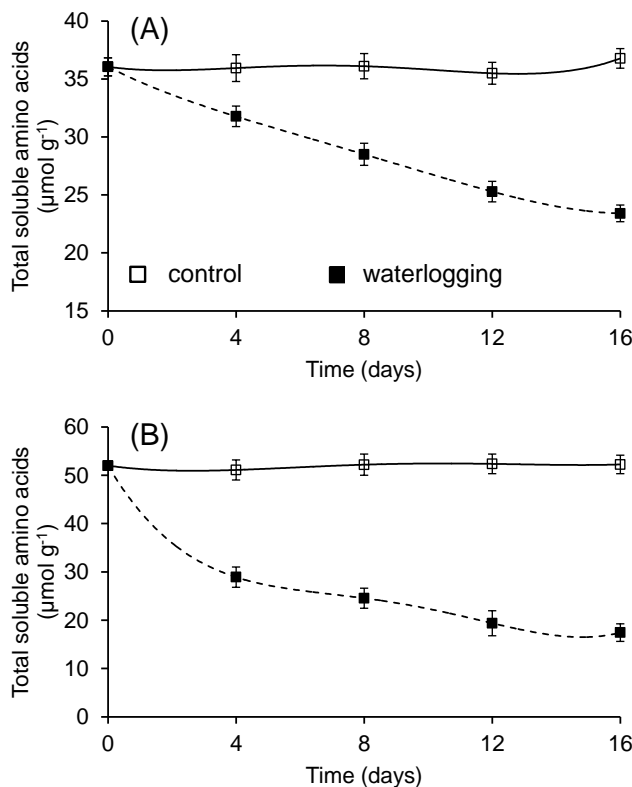 (A)
Total soluble amino acids
(µmol g⁻¹)
40
35
30
25
20
15
control
waterlogging
0 4 8 12 16
Time (days)
(B)
Total soluble amino acids
(µmol g⁻¹)
60
50
40
30
20
10
0
0 4 8 12 16
Time (days)